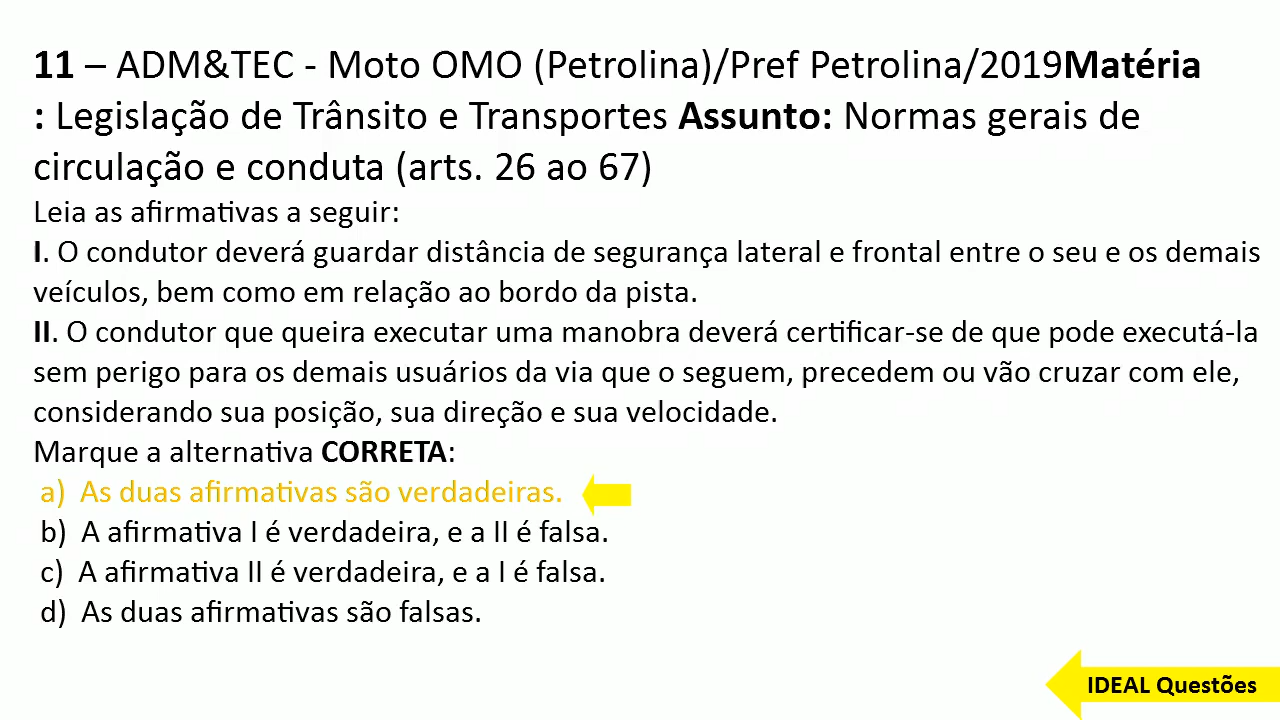 11 – ADM&TEC - Moto OMO (Petrolina)/Pref Petrolina/2019Matéria
: Legislação de Trânsito e Transportes Assunto: Normas gerais de
circulação e conduta (arts. 26 ao 67)
Leia as afirmativas a seguir:
I. O condutor deverá guardar distância de segurança lateral e frontal entre o seu e os demais
veículos, bem como em relação ao bordo da pista.
II. O condutor que queira executar uma manobra deverá certificar-se de que pode executá-la
sem perigo para os demais usuários da via que o seguem, precedem ou vão cruzar com ele,
considerando sua posição, sua direção e sua velocidade.
Marque a alternativa CORRETA:
a) As duas afirmativas são verdadeiras.
b) A afirmativa I é verdadeira, e a II é falsa.
c) A afirmativa II é verdadeira, e a I é falsa.
d) As duas afirmativas são falsas.
IDEAL Questões